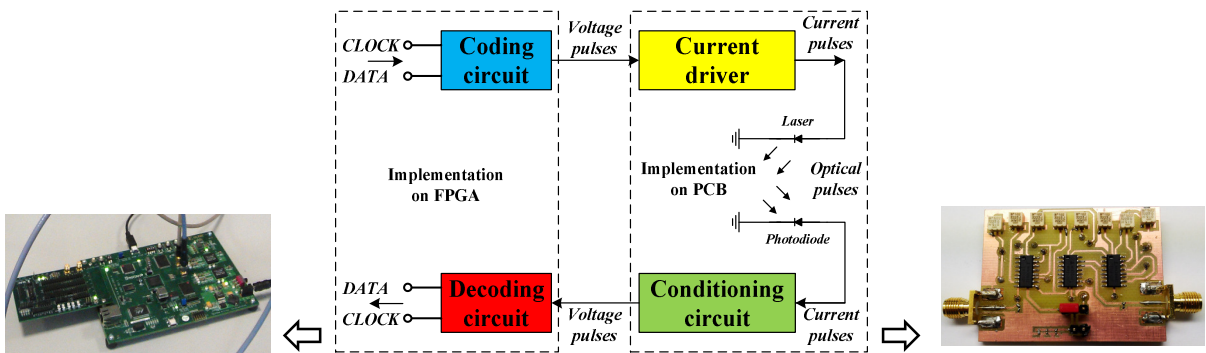 Voltage
pulses
Current
pulses
CLOCK
DATA
Coding
circuit
Current
driver
Laser
Implementation
on FPGA
Implementation
on PCB
Optical
pulses
Photodiode
DATA
CLOCK
Decoding
circuit
Voltage
pulses
Conditioning
circuit
Current
pulses